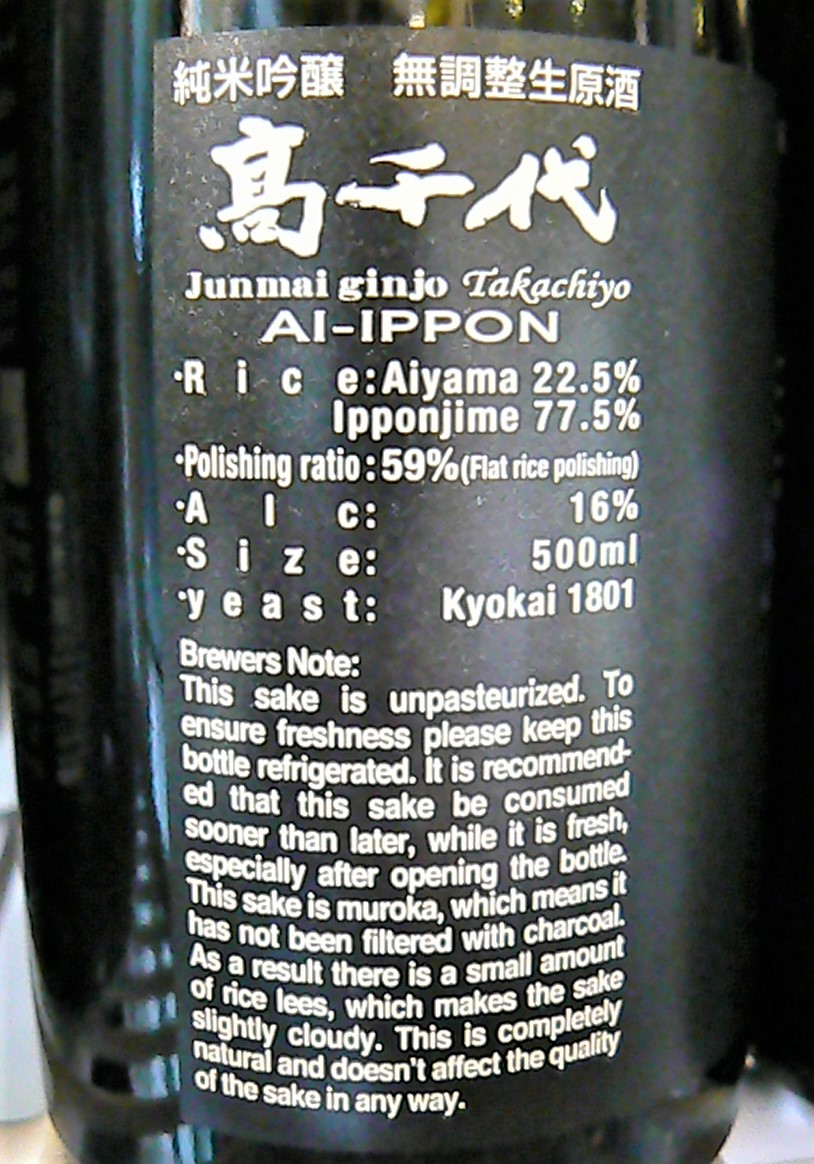 純米吟醸 無調整生原酒
髙千代
Junmai ginjo Takachiyo
AI-IPPON
・Rice:Aiyama 22.5%
Ipponjime 77.5%
・Polishing ratio:59%(Flat rice polishing)
・Alc: 16%
・Size: 500ml
・yeast: Kyokai 1801
Brewers Note:
This sake is unpasteurized. To
ensure freshness please keep this
bottle refrigerated. It is recommend-
ed that this sake be consumed
sooner than later, while it is fresh,
especially after opening the bottle.
This sake is muroka, which means it
has not been filtered with charcoal.
As a result there is a small amount
of rice lees, which makes the sake
slightly cloudy. This is completely
natural and doesn't affect the quality
of the sake in any way.